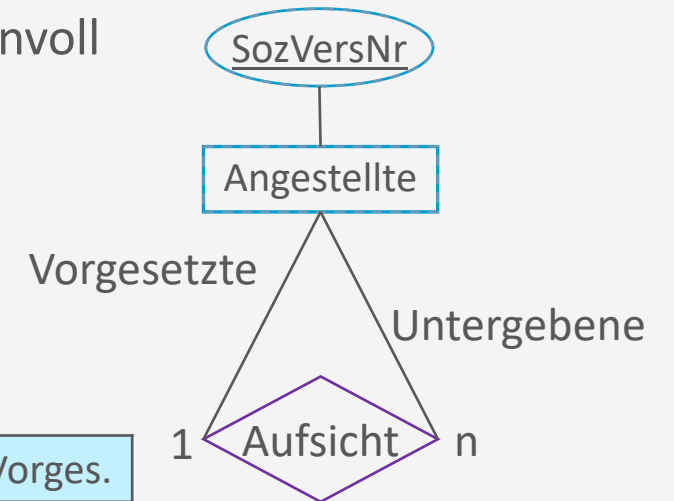 nvoll
SozVersNr
Angestellte
Vorgesetzte
Untergebene
1 Aufsicht n
Vorges.